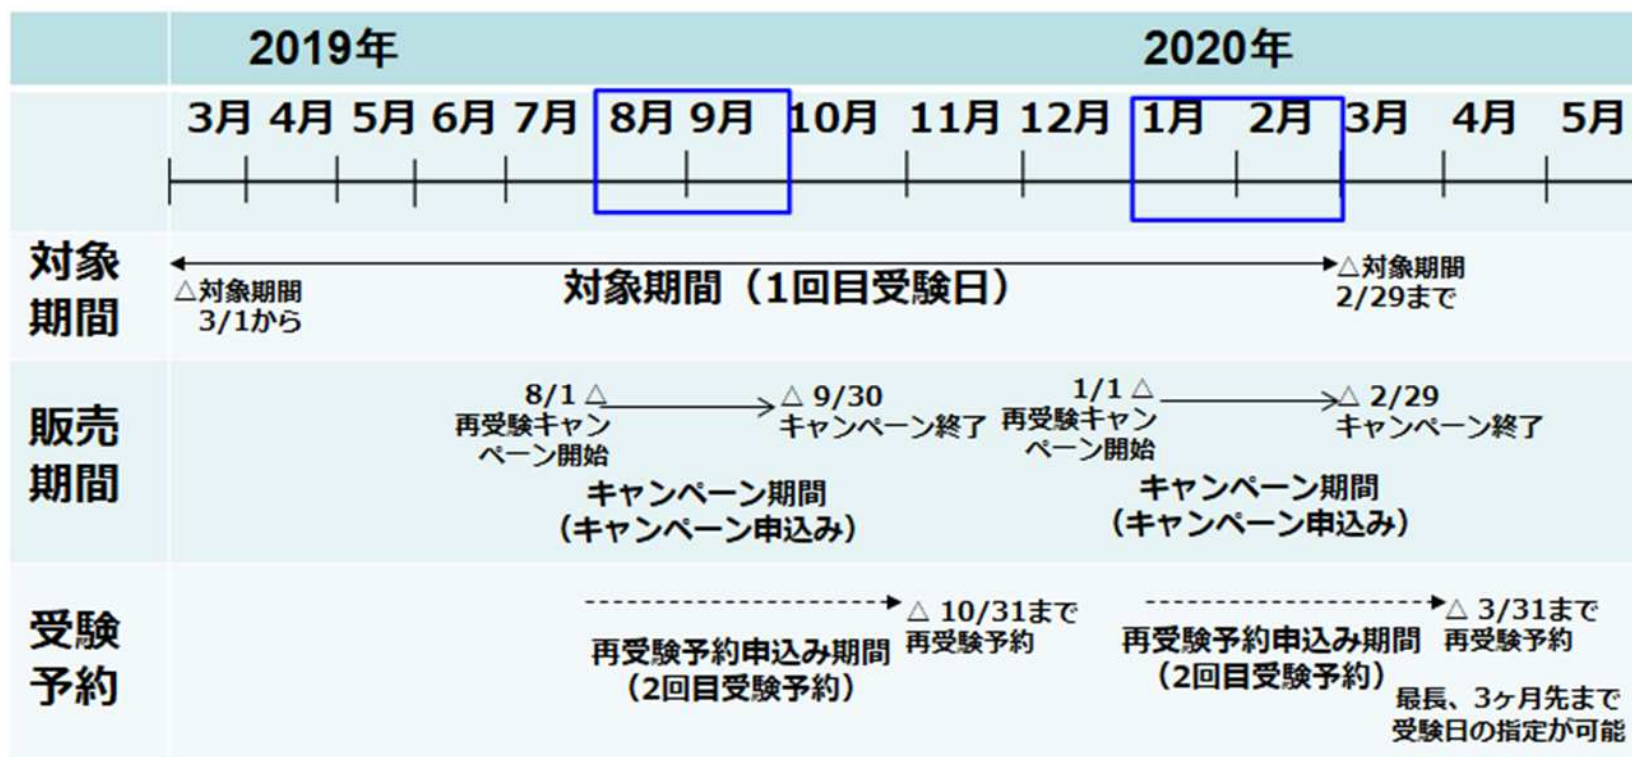 2019年 2020年
3月 4月 5月 6月 7月 8月 9月 10月 11月 12月 1月 2月 3月 4月 5月
対象
期間
△対象期間
3/1から
対象期間（1回目受験日）
△対象期間
2/29まで
販売
期間
8/1 △
再受験キャン
ペーン開始
△ 9/30
キャンペーン終了
キャンペーン期間
（キャンペーン申込み）
1/1 △
再受験キャン
ペーン開始
△ 2/29
キャンペーン終了
キャンペーン期間
（キャンペーン申込み）
受験
予約
再受験予約申込み期間
（2回目受験予約）
△ 10/31まで
再受験予約
再受験予約申込み期間
（2回目受験予約）
△ 3/31まで
再受験予約
最長、3ヶ月先まで
受験日の指定が可能